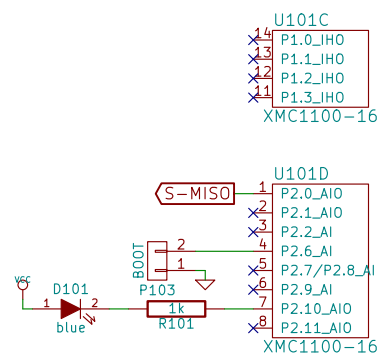 U101C
14 P1.0_IHO
13 P1.1_IHO
12 P1.2_IHO
11 P1.3_IHO
XMC1100-16
U101D
S-MISO 1 P2.0_AIO
2 P2.1_AIO
3 P2.2_AI
BOOT 2 4 P2.6_AI
1 5 P2.7/P2.8_AI
P103 6 P2.9_AI
VCC D101
1 2 1k 7 P2.10_AIO
blue R101 8 P2.11_AIO
XMC1100-16